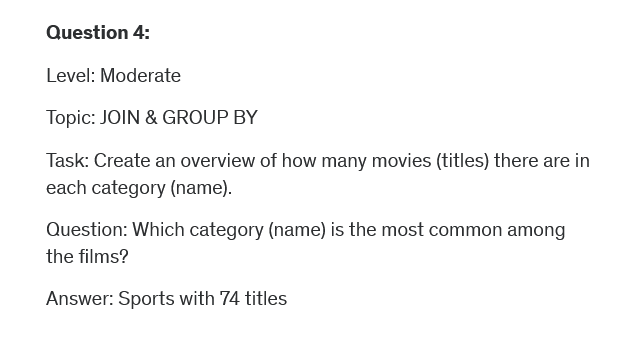 Question 4:
Level: Moderate
Topic: JOIN & GROUP BY
Task: Create an overview of how many movies (titles) there are in
each category (name).
Question: Which category (name) is the most common among
the films?
Answer: Sports with 74 titles